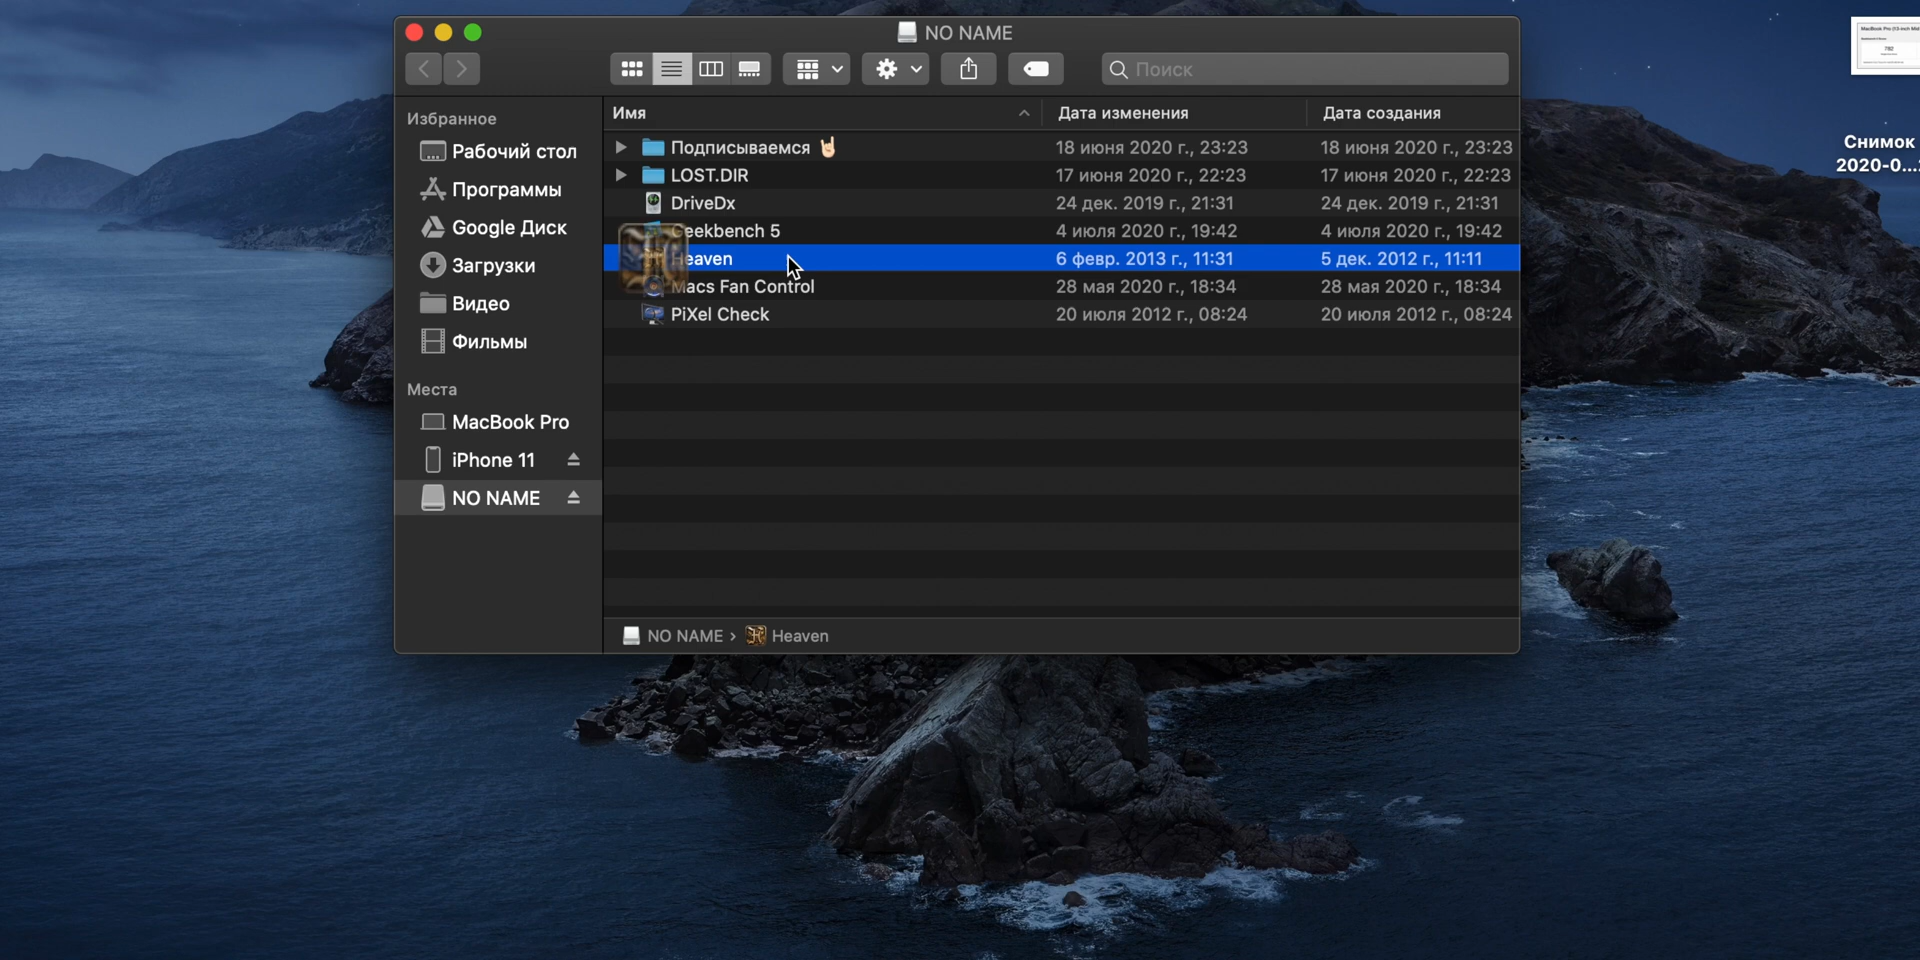 NO NAME
Поиск
Избранное
Рабочий стол
Программы
Google Диск
Загрузки
Видео
Фильмы
Места
MacBook Pro
iPhone 11
NO NAME
Имя Дата изменения Дата создания
Подписываемся 🤘🏻 18 июня 2020 г., 23:23 18 июня 2020 г., 23:23
LOST.DIR 17 июня 2020 г., 22:23 17 июня 2020 г., 22:23
DriveDx 24 дек. 2019 г., 21:31 24 дек. 2019 г., 21:31
Geekbench 5 4 июля 2020 г., 19:42 4 июля 2020 г., 19:42
Heaven 6 февр. 2013 г., 11:31 5 дек. 2012 г., 11:11
Macs Fan Control 28 мая 2020 г., 18:34 28 мая 2020 г., 18:34
PiXel Check 20 июля 2012 г., 08:24 20 июля 2012 г., 08:24
NO NAME › Heaven
Снимок
2020-0...